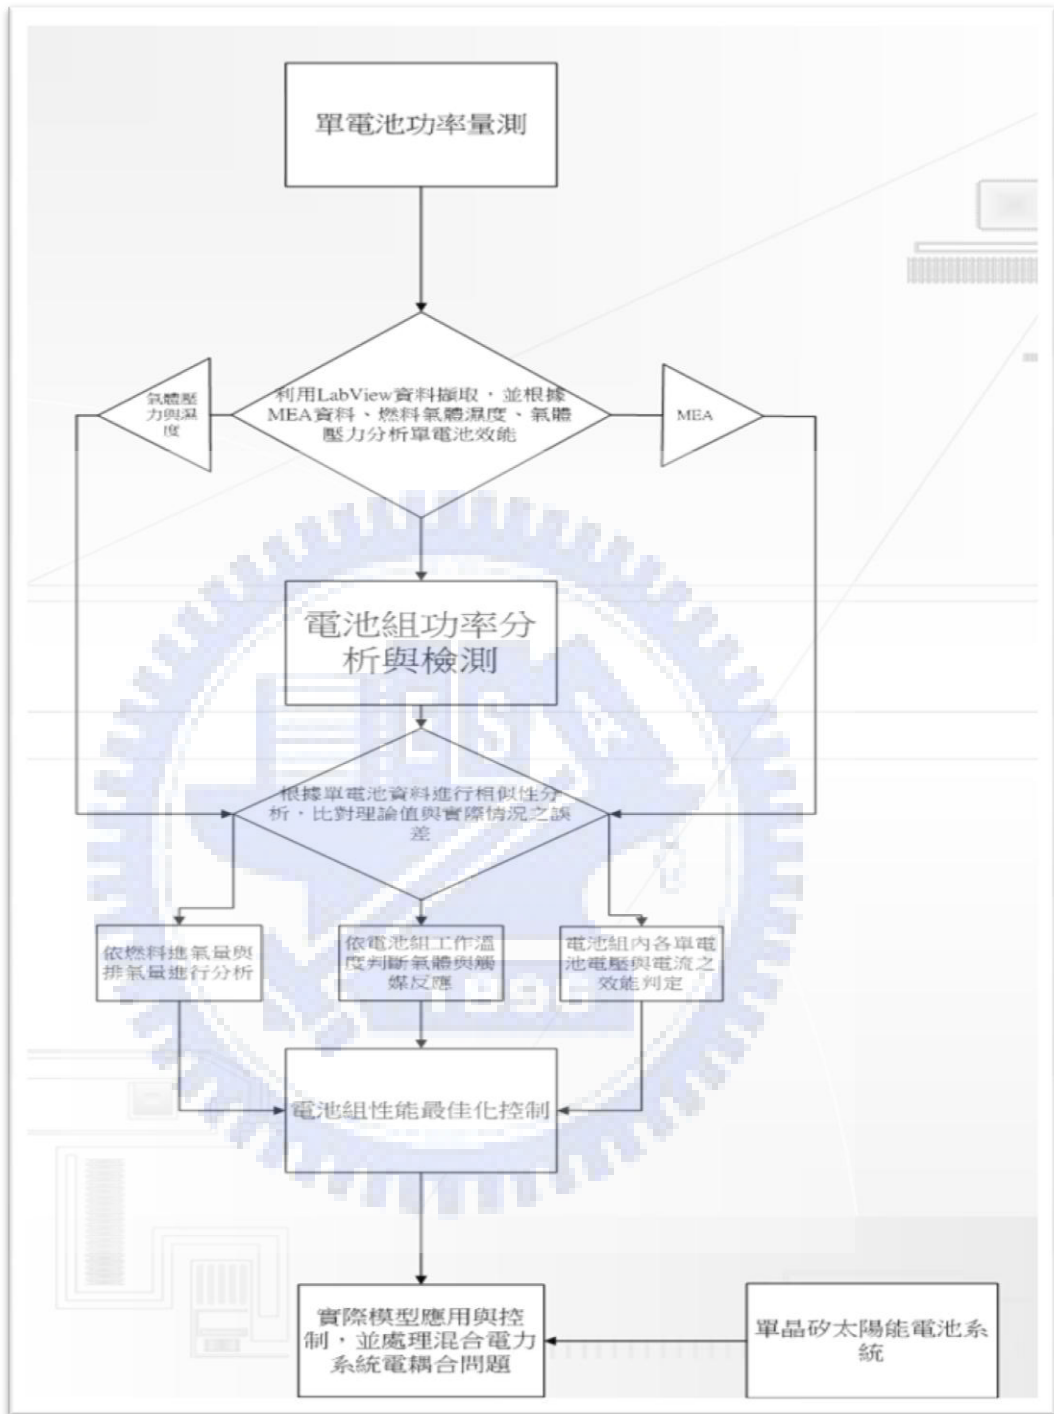 單電池功率量測
利用LabView資料擷取，並根據
MEA資料、燃料氣體濕度、氣體
壓力分析單電池效能
氣體壓
力與濕
度
MEA
電池組功率分
析與檢測
根據單電池資料進行相似性分
析，比對理論值與實際情況之誤
差
依燃料進氣量與
排氣量進行分析
依電池組工作溫
度判斷氣體與觸
媒反應
電池組內各單電
池電壓與電流之
效能判定
1896
電池組性能最佳化控制
實際模型應用與控
制，並處理混合電力
系統電耦合問題
單晶矽太陽能電池系
統